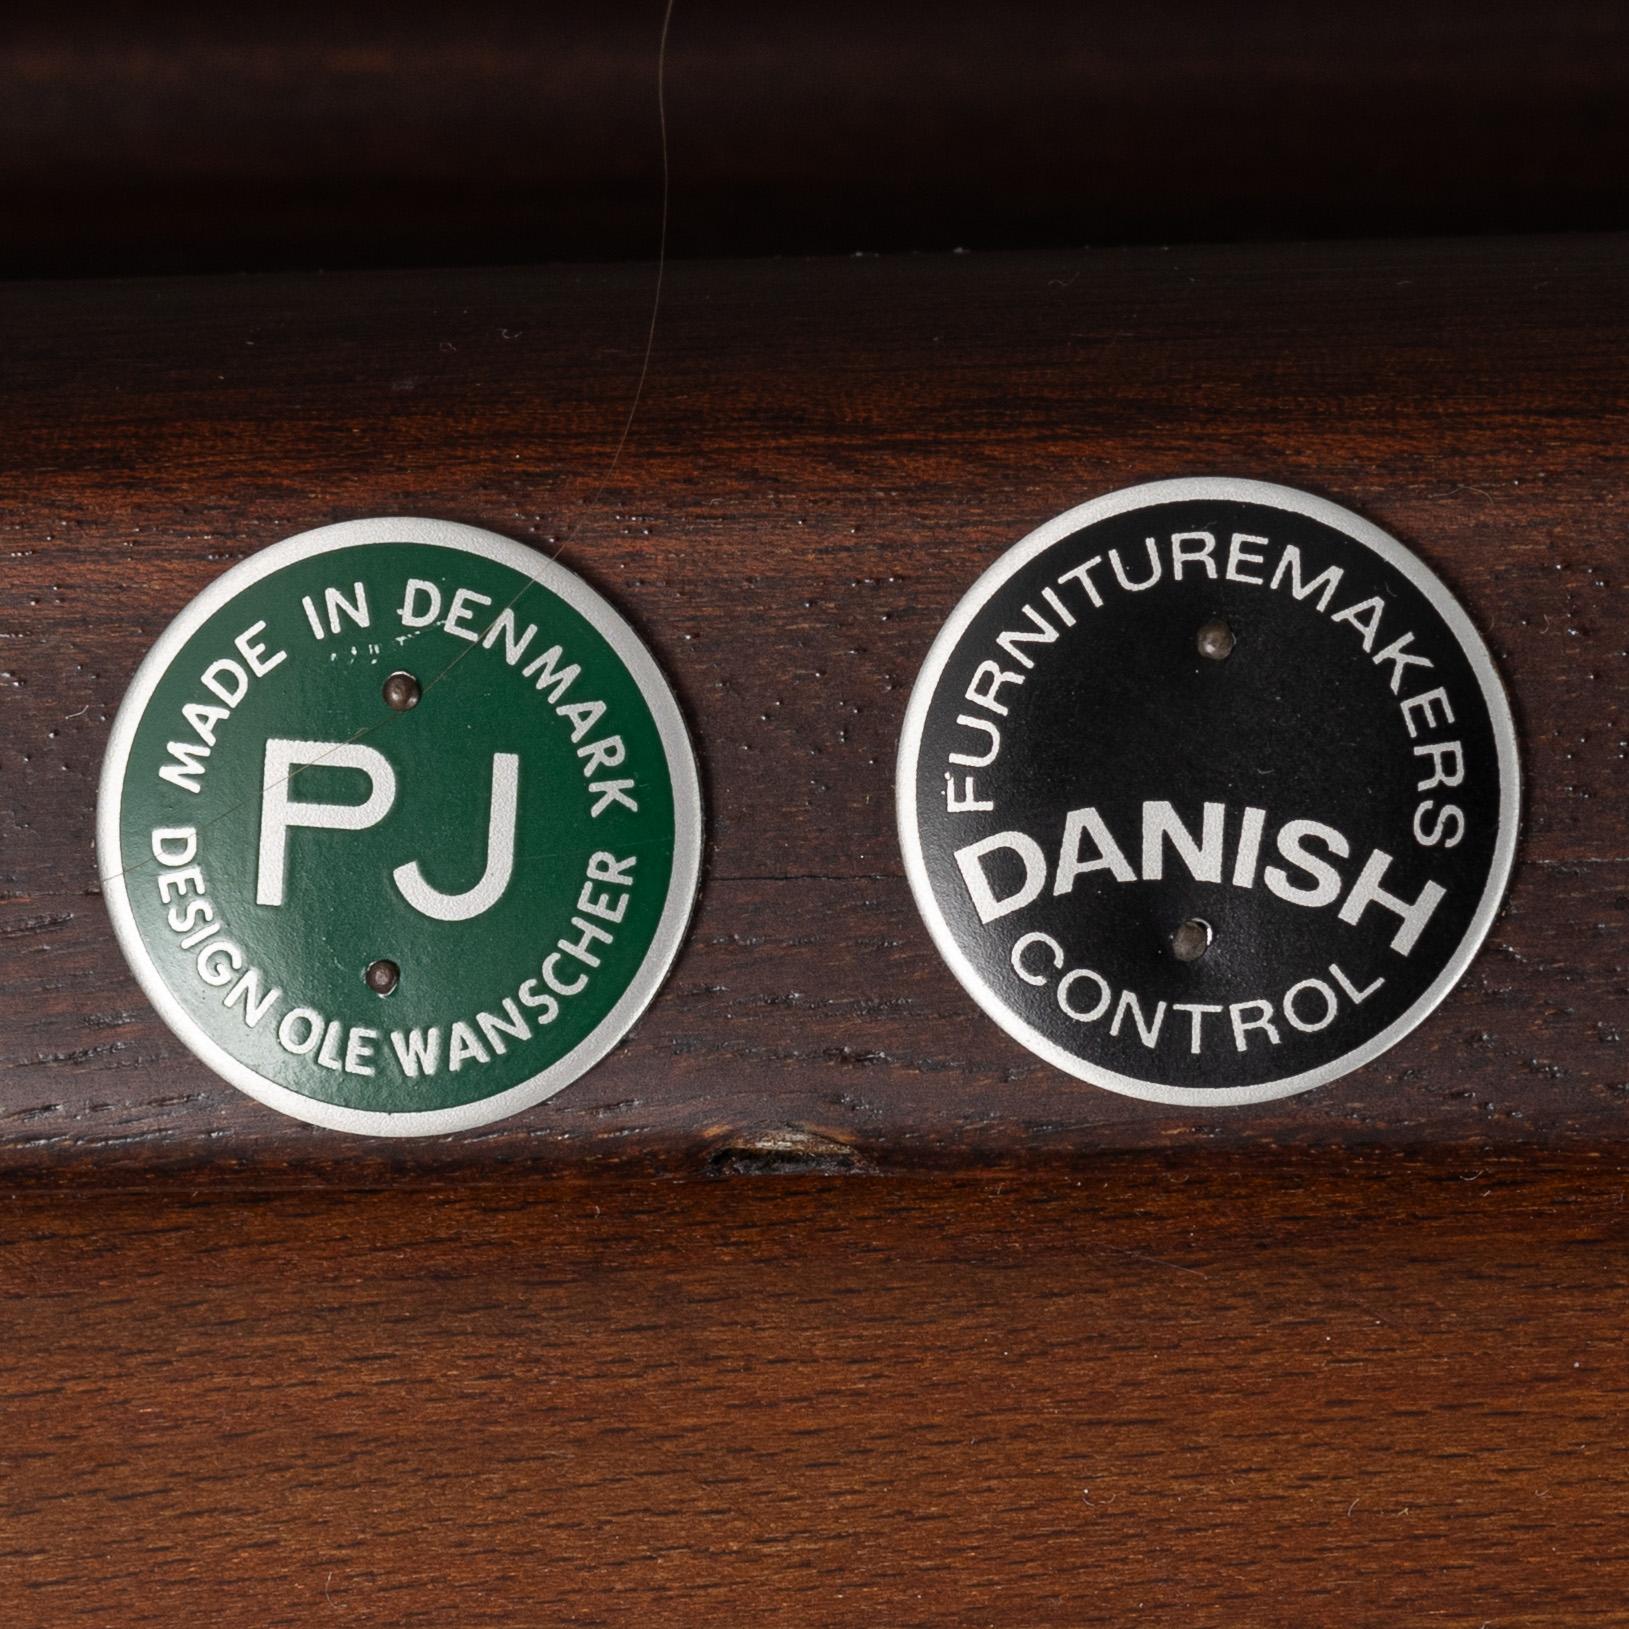 MADE IN DENMARK
PJ
DESIGN OLE WANSCHER
FURNITUREMAKERS
DANISH
CONTROL